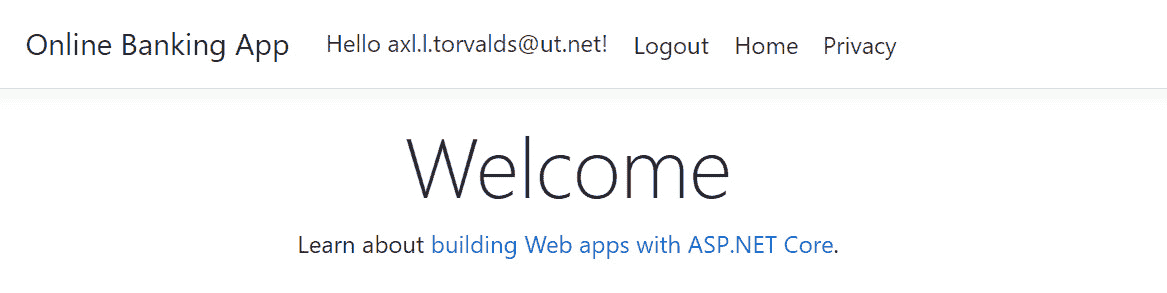 Online Banking App Hello axl.l.torvalds@ut.net! Logout Home Privacy
Welcome
Learn about building Web apps with ASP.NET Core.